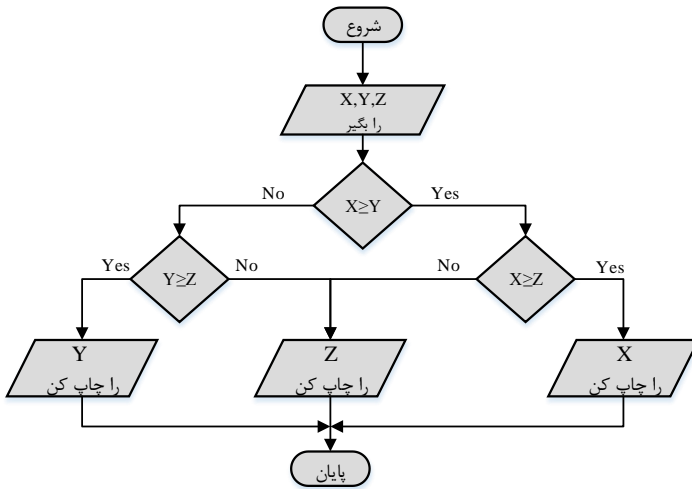 شروع
X,Y,Z
را بگیر
X≥Y
No
Yes
Y≥Z
Yes
No
X≥Z
No
Yes
Y
را چاپ کن
Z
را چاپ کن
X
را چاپ کن
پایان